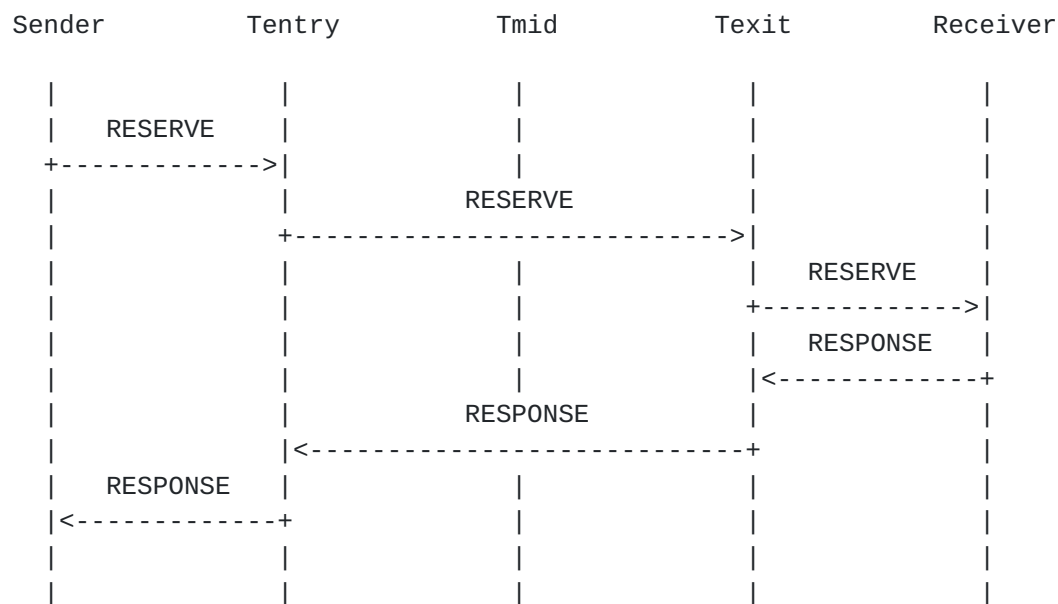 Sender Tentry Tmid Texit Receiver
RESERVE
RESERVE
RESERVE
RESPONSE
RESPONSE
RESPONSE